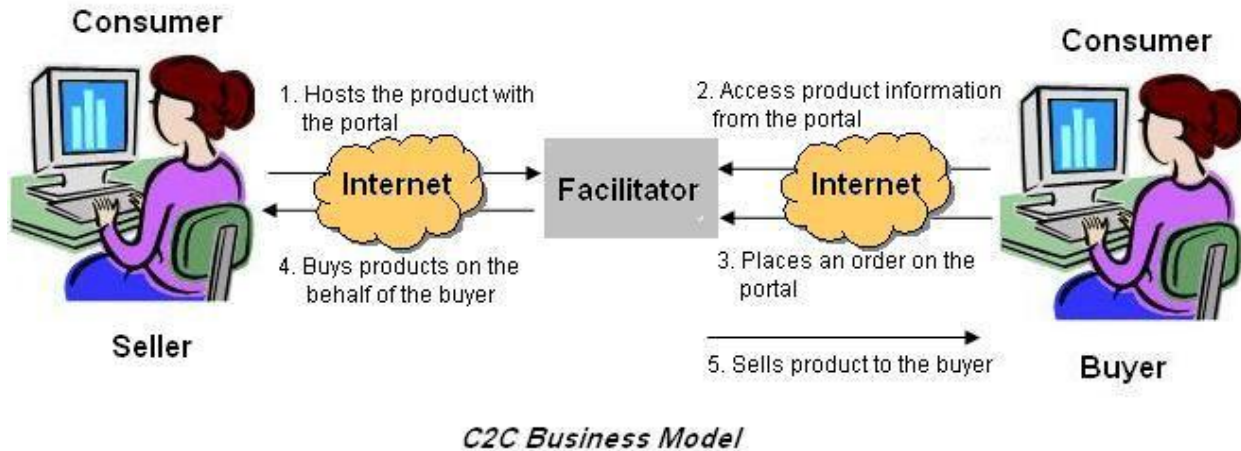 Consumer
Consumer
1. Hosts the product with
the portal
2. Access product information
from the portal
Internet
Facilitator
Internet
4. Buys products on the
behalf of the buyer
3. Places an order on the
portal
Seller
5. Sells product to the buyer
Buyer
C2C Business Model